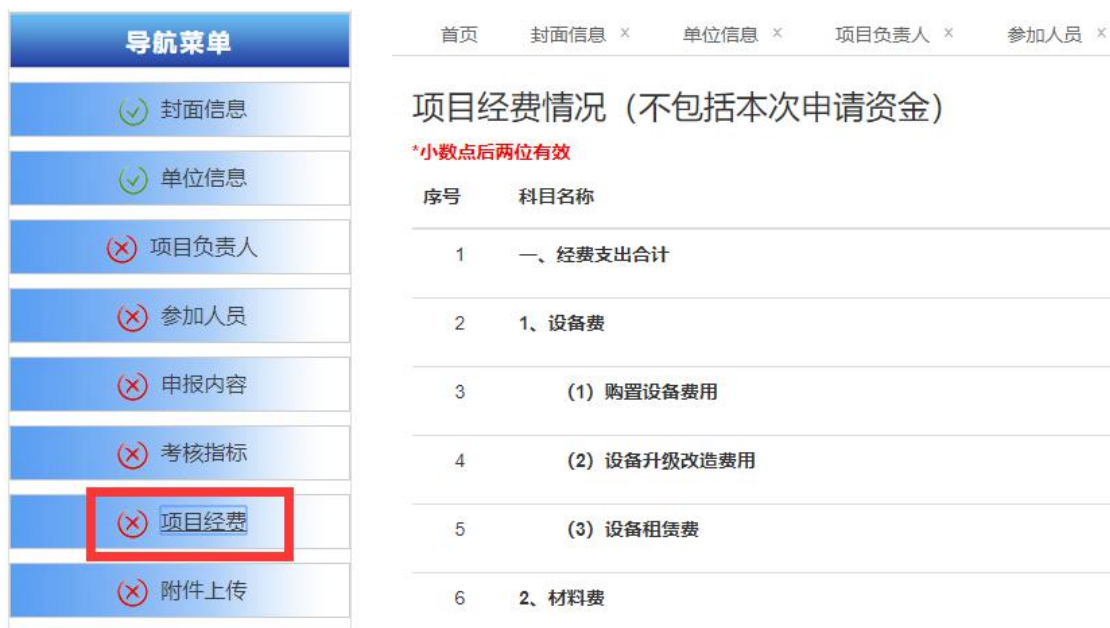 导航菜单
封面信息
单位信息
项目负责人
参加人员
申报内容
考核指标
项目经费
附件上传
首页 封面信息 × 单位信息 × 项目负责人 × 参加人员 ×
项目经费情况（不包括本次申请资金）
*小数点后两位有效
序号 科目名称
1 一、经费支出合计
2 1、设备费
3 （1）购置设备费用
4 （2）设备升级改造费用
5 （3）设备租赁费
6 2、材料费